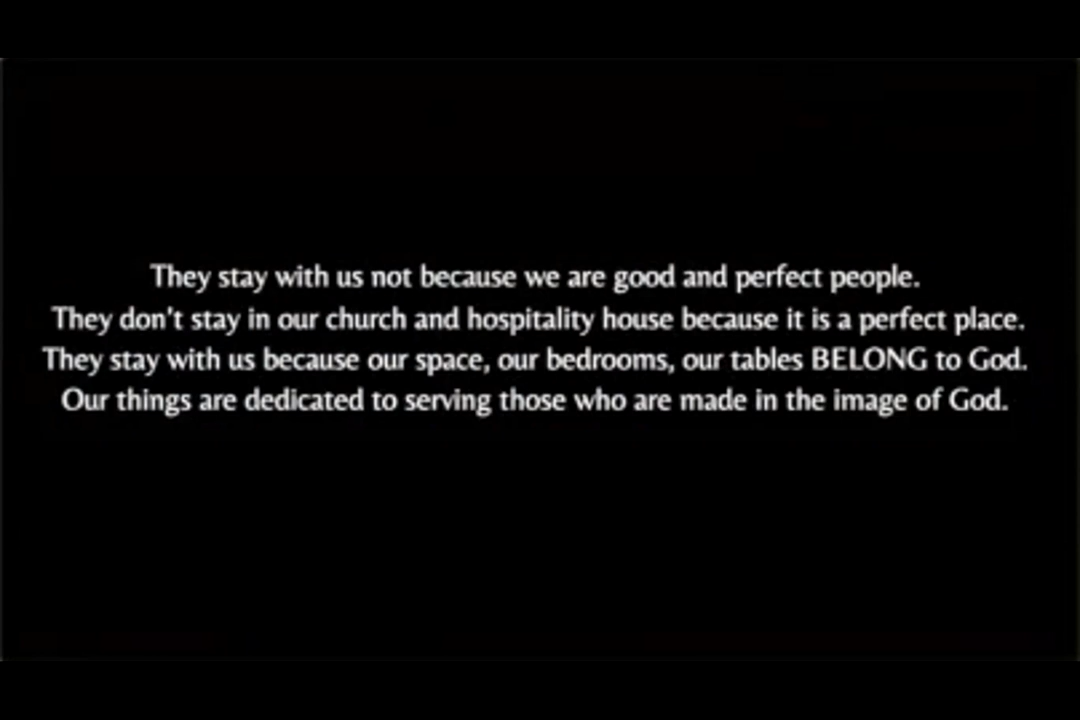 They stay with us not because we are good and perfect people.
They don't stay in our church and hospitality house because it is a perfect place.
They stay with us because our space, our bedrooms, our tables BELONG to God.
Our things are dedicated to serving those who are made in the image of God.